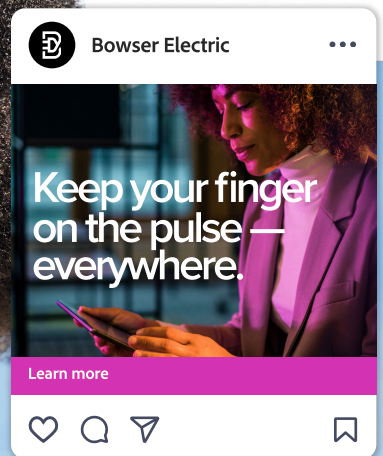 Bowser Electric
Keep your finger
on the pulse —
everywhere.
Learn more